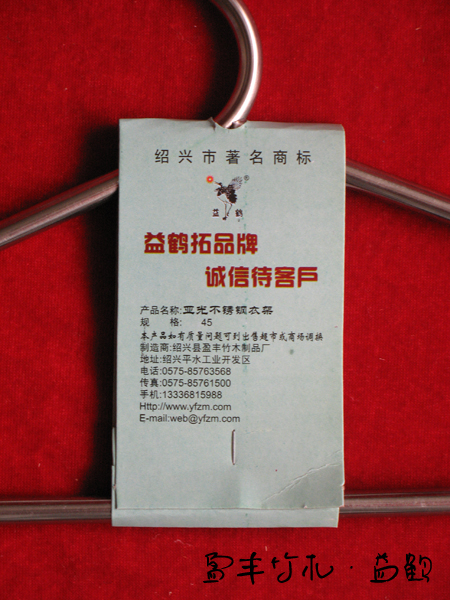 绍兴市著名商标
®
益鹤
益鹤拓品牌
诚信待客戶
产品名称:亚光不锈钢衣架
规 格: 45
本产品如有质量问题可到出售超市或商场调换
制造商:绍兴县盈丰竹木制品厂
地址:绍兴平水工业开发区
电话:0575-85763568
传真:0575-85761500
手机:13336815988
Http://www.yfzm.com
E-mail:web@yfzm.com
盈丰竹木·益鹤